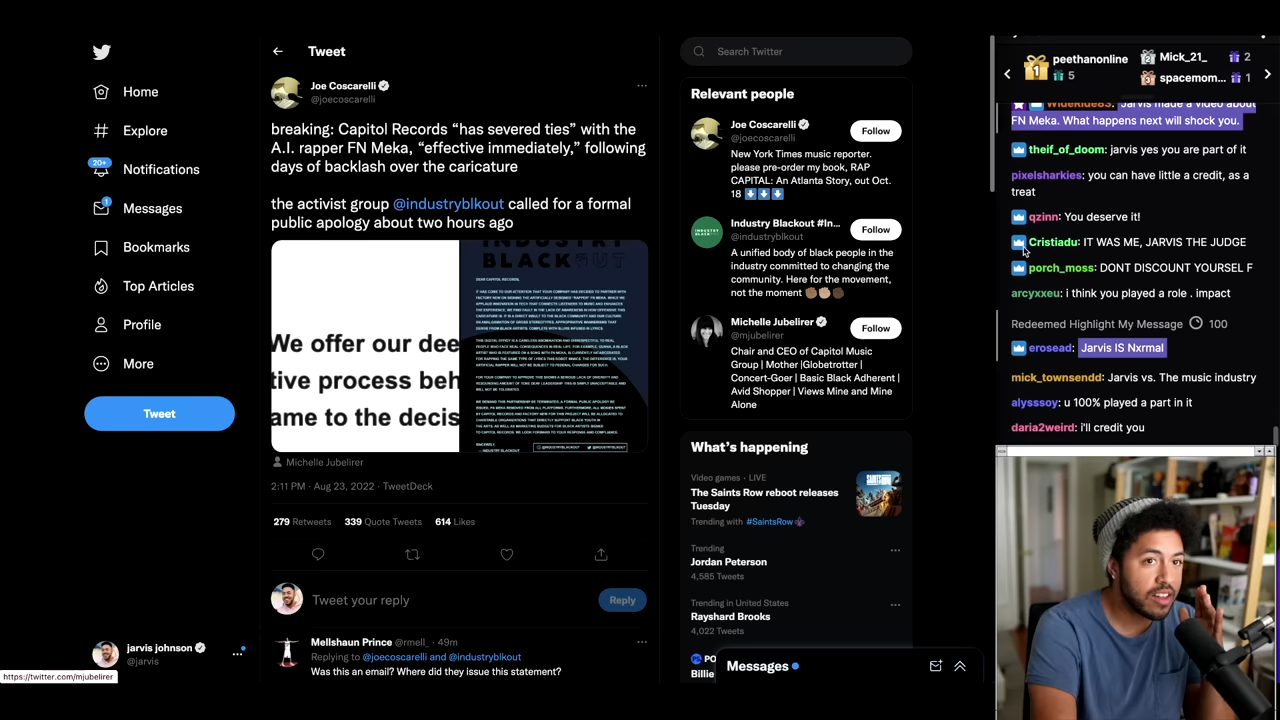 Home
Explore
20+
Notifications
1
Messages
Bookmarks
Top Articles
Profile
More
Tweet
jarvis johnson
@jarvis
https://twitter.com/mjubelirer
Tweet
Joe Coscarelli
@joecoscarelli
breaking: Capitol Records “has severed ties” with the
A.I. rapper FN Meka, “effective immediately,” following
days of backlash over the caricature
the activist group @industryblkout called for a formal
public apology about two hours ago
We offer our dee
tive process beh
ame to the decis
INDUSTRY
BLACKOUT
DEAR CAPITOL RECORDS,
Michelle Jubelirer
2:11 PM · Aug 23, 2022 · TweetDeck
279 Retweets 339 Quote Tweets 614 Likes
Tweet your reply
Reply
Mellshaun Prince @rmell_ · 49m
Replying to @joecoscarelli and @industryblkout
Was this an email? Where did they issue this statement?
Search Twitter
Relevant people
Joe Coscarelli
@joecoscarelli
Follow
New York Times music reporter.
please pre-order my book, RAP
CAPITAL: An Atlanta Story, out Oct.
18
Industry Blackout #In...
@industryblkout
Follow
A unified body of black people in the
industry committed to changing the
community. Here for the movement,
not the moment
Michelle Jubelirer
@mjubelirer
Follow
Chair and CEO of Capitol Music
Group | Mother |Globetrotter |
Concert-Goer | Basic Black Adherent |
Avid Shopper | Views Mine and Mine
Alone
What’s happening
Video games · LIVE
The Saints Row reboot releases
Tuesday
Trending with #SaintsRow
Trending
Jordan Peterson
4,585 Tweets
Trending in United States
Rayshard Brooks
4,022 Tweets
PO
Billie
Messages
1 peethanonline
5
2 Mick_21_ 2
3 spacemom... 1
WideRide83: Jarvis made a video about
FN Meka. What happens next will shock you.
theif_of_doom: jarvis yes you are part of it
pixelsharkies: you can have little a credit, as a
treat
qzinn: You deserve it!
Cristiadu: IT WAS ME, JARVIS THE JUDGE
porch_moss: DONT DISCOUNT YOURSEL F
arcyxxeu: i think you played a role. impact
Redeemed Highlight My Message 100
erosead: Jarvis IS Nxrmal
mick_townsendd: Jarvis vs. The music industry
alysssoy: u 100% played a part in it
daria2weird: i'll credit you